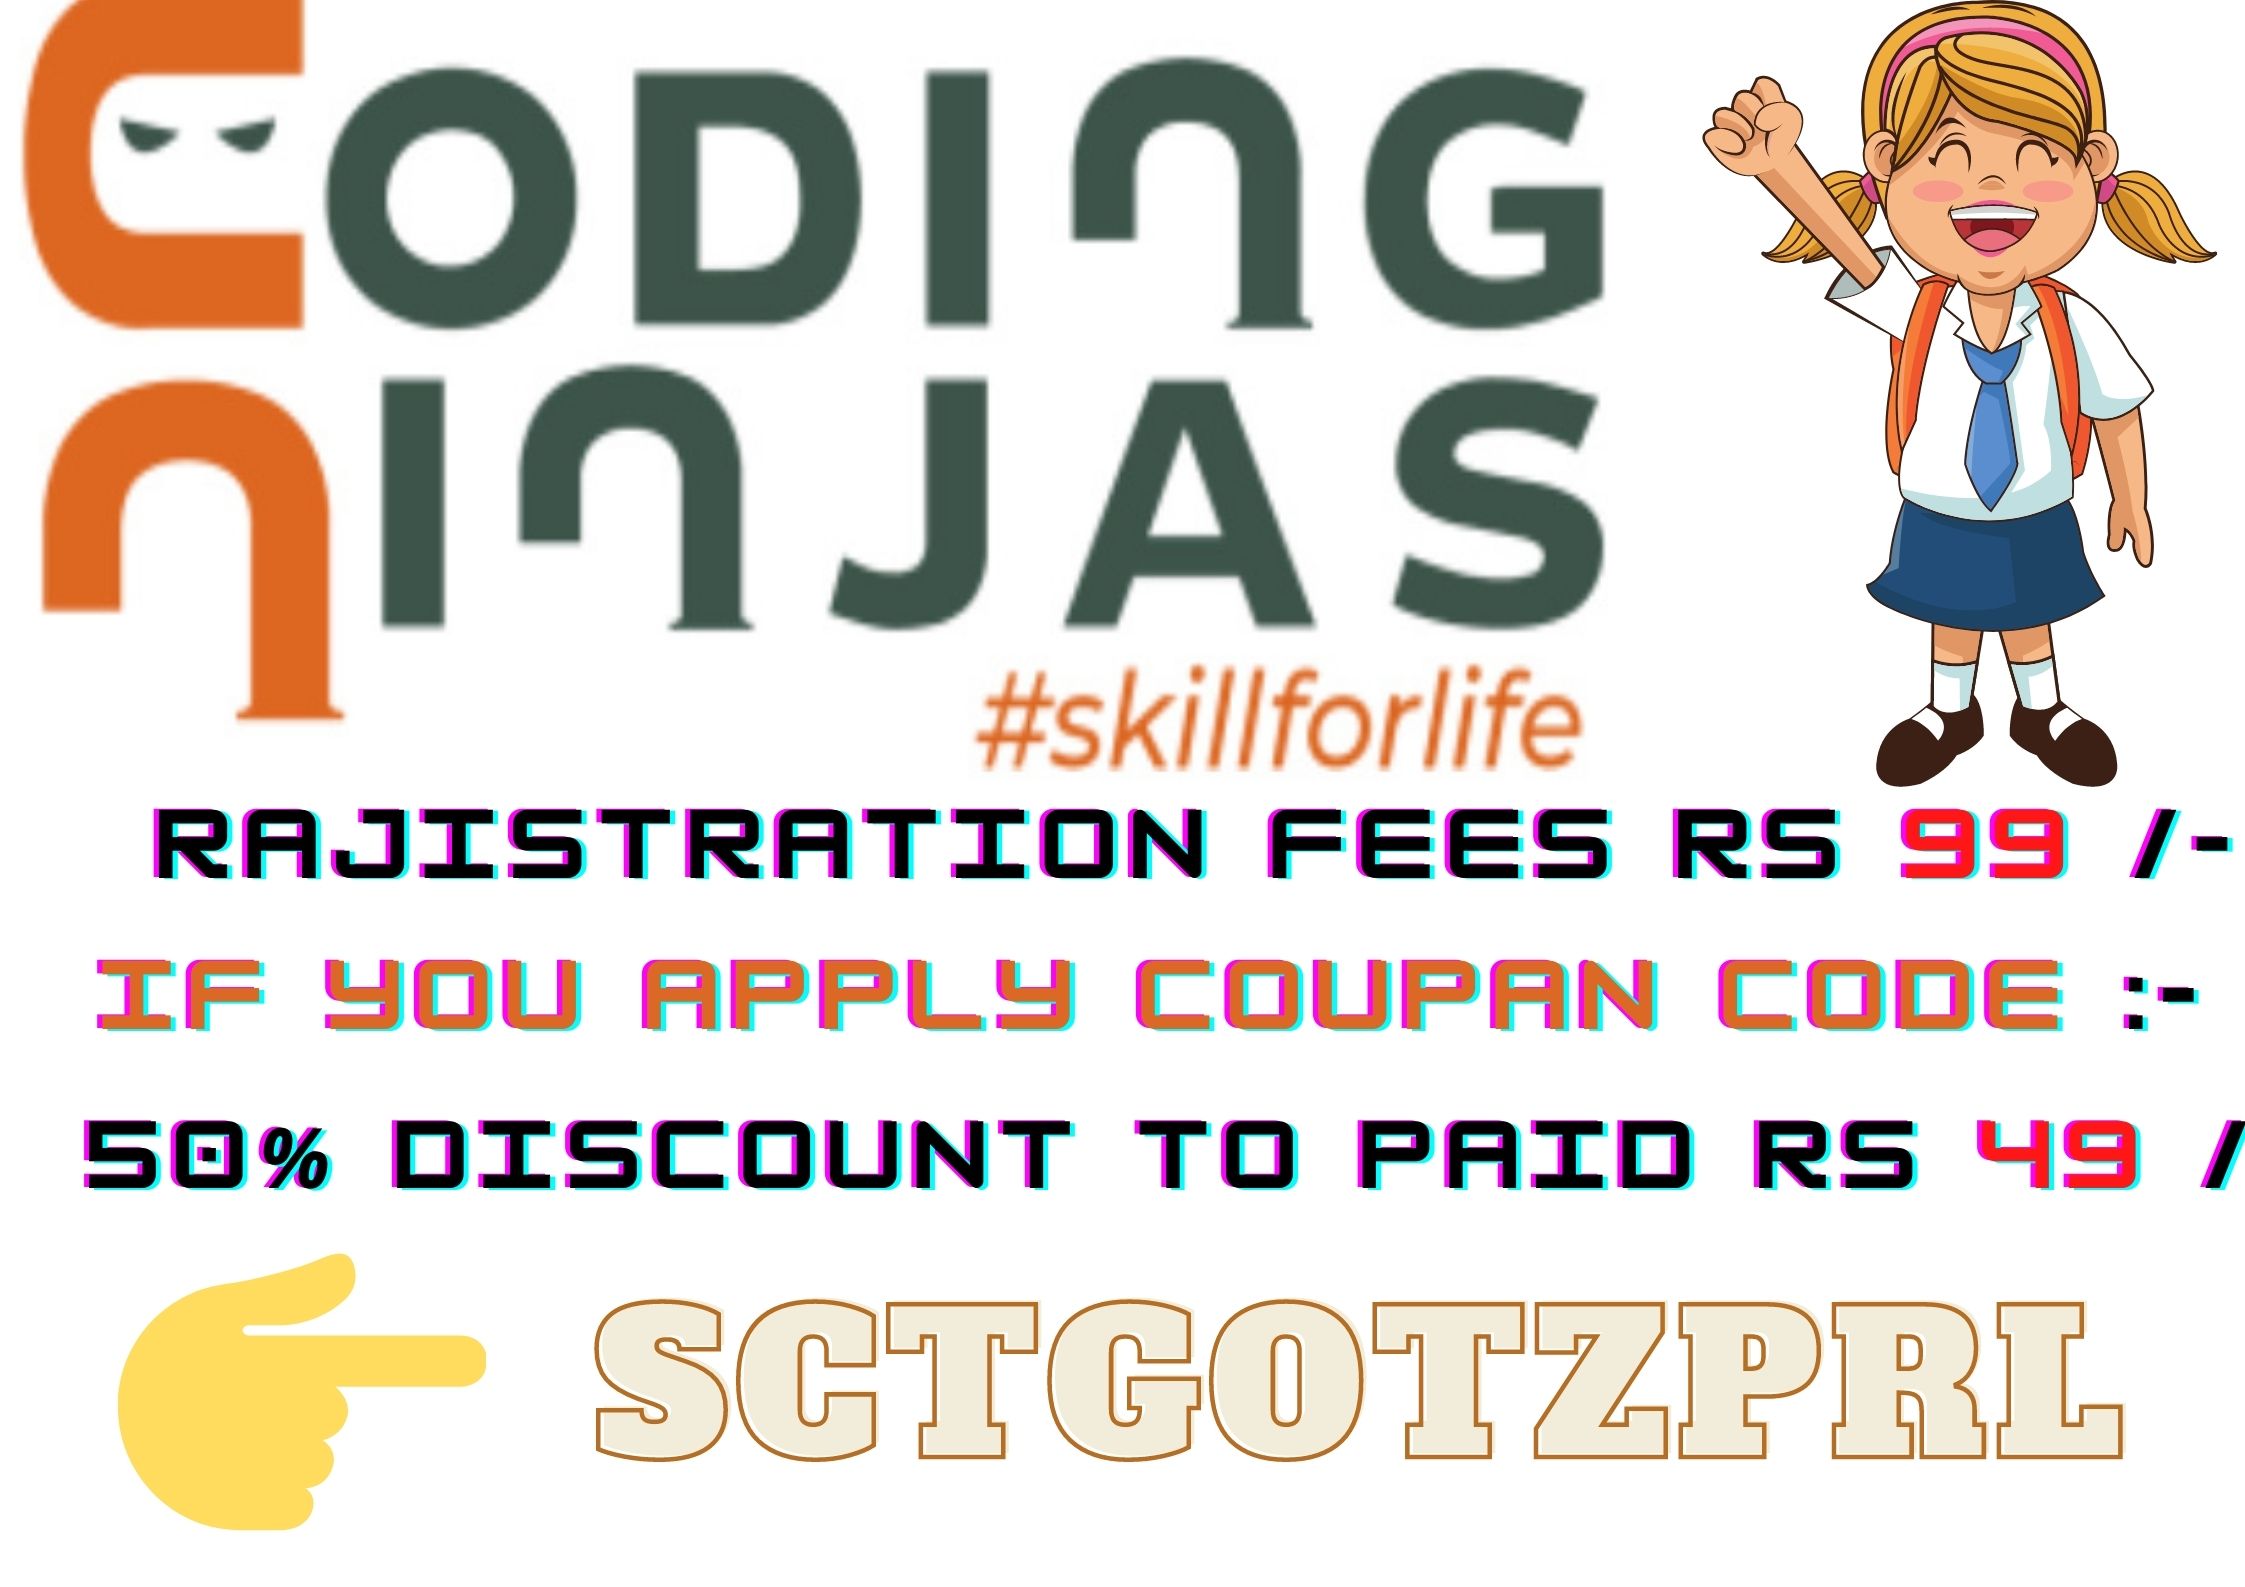 CODING
NINJAS
#skillforlife
RAJISTRATION FEES RS 99 /-
IF YOU APPLY COUPAN CODE :-
50% DISCOUNT TO PAID RS 49 /
SCTGOTZPRL